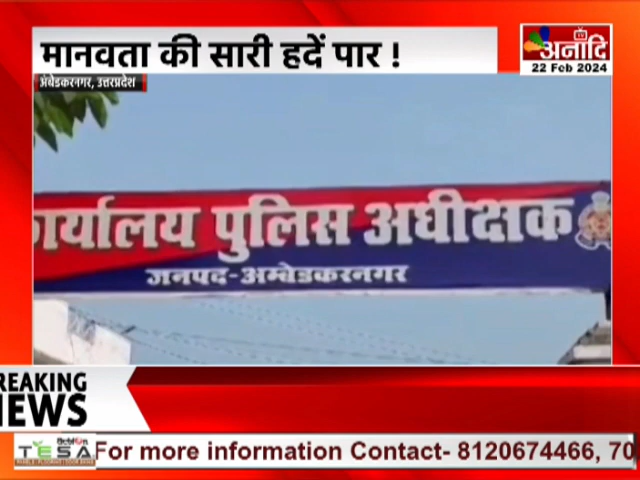 मानवता की सारी हदें पार !
अनादि TV
22 Feb 2024
अंबेडकरनगर, उत्तरप्रदेश
कार्यालय पुलिस अधीक्षक
जनपद-अम्बेडकरनगर
BREAKING
NEWS
TESA
For more information Contact- 8120674466, 70